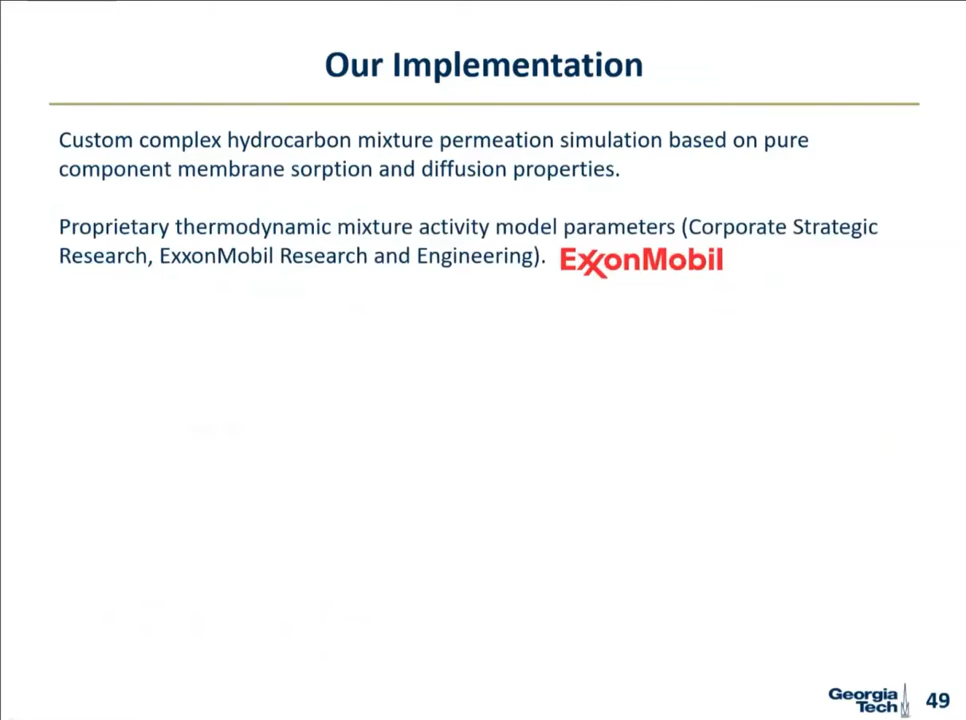 Our Implementation
Custom complex hydrocarbon mixture permeation simulation based on pure
component membrane sorption and diffusion properties.
Proprietary thermodynamic mixture activity model parameters (Corporate Strategic
Research, ExxonMobil Research and Engineering). ExxonMobil
Georgia
Tech 49